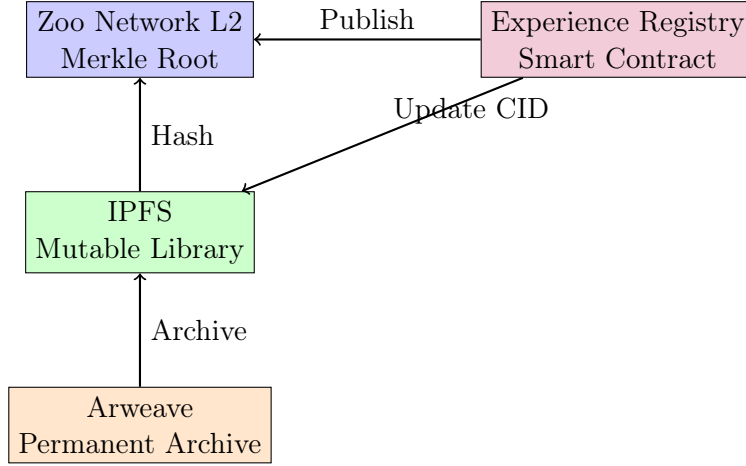 Zoo Network L2
Merkle Root
Publish
Experience Registry
Smart Contract
Update CID
Hash
IPFS
Mutable Library
Archive
Arweave
Permanent Archive